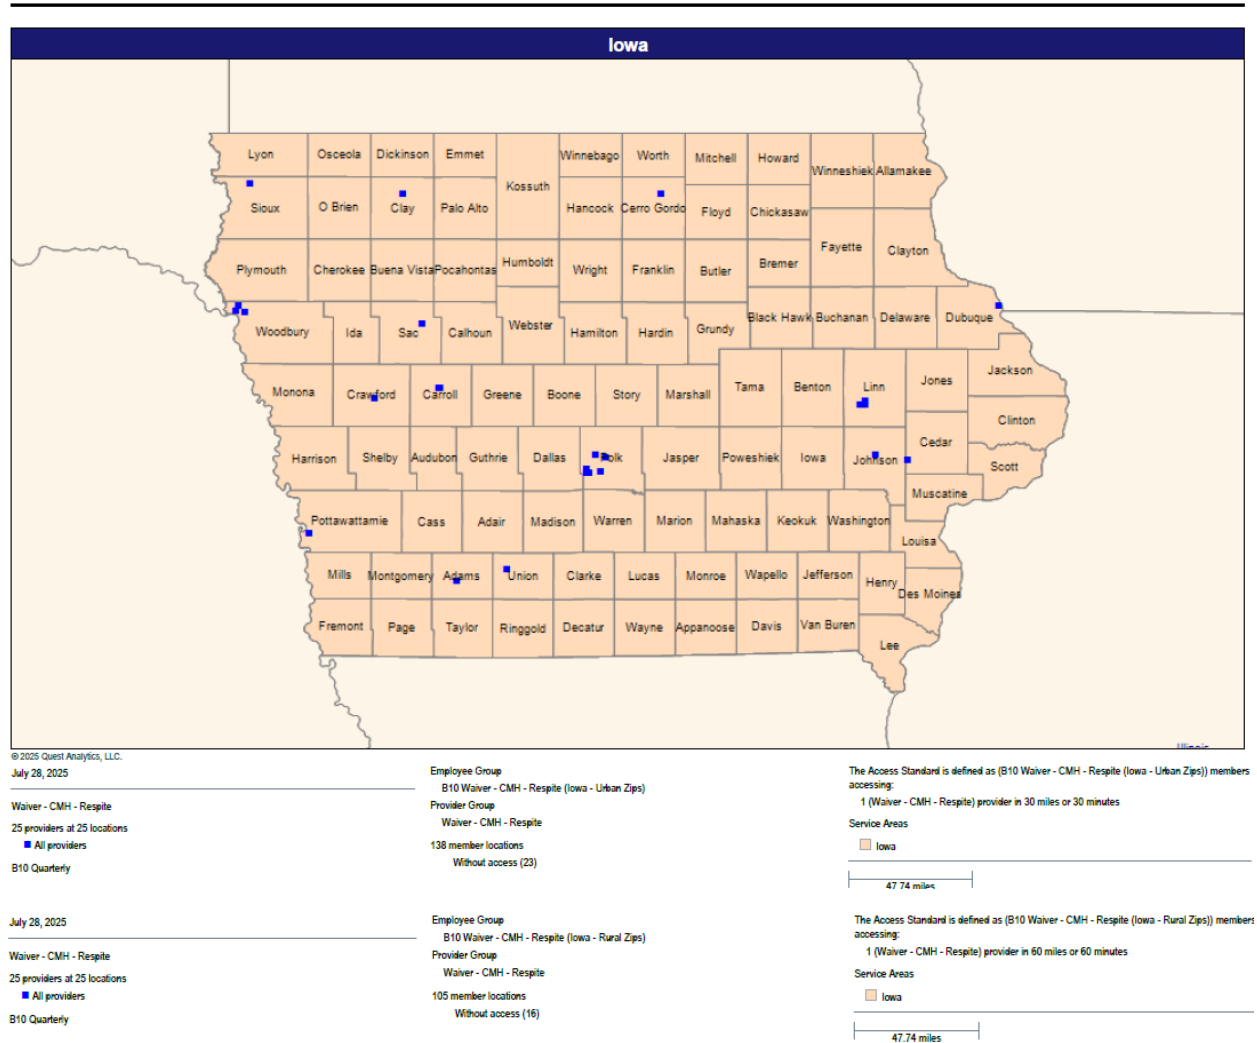 Iowa
Lyon Osceola Dickinson Emmet Kossuth Winnebago Worth Mitchell Howard Winneshiek Allamakee
Sioux O Brien Clay Palo Alto Hancock Cerro Gordo Floyd Chickasaw
Fayette Clayton
Plymouth Cherokee Buena Vista Pocahontas Humboldt Wright Franklin Butler Bremer
Woodbury Ida Sac Calhoun Webster Hamilton Hardin Grundy Black Hawk Buchanan Delaware Dubuque
Monona Crawford Carroll Greene Boone Story Marshall Tama Benton Linn Jones Jackson
Clinton
Harrison Shelby Audubon Guthrie Dallas Polk Jasper Poweshiek Iowa Johnson Cedar Scott
Muscatine
Pottawattamie Cass Adair Madison Warren Marion Mahaska Keokuk Washington
Louisa
Mills Montgomery Adams Union Clarke Lucas Monroe Wapello Jefferson Henry Des Moines
Fremont Page Taylor Ringgold Decatur Wayne Appanoose Davis Van Buren Lee
Illinois
© 2025 Quest Analytics, LLC.
July 28, 2025
Waiver - CMH - Respite
25 providers at 25 locations
All providers
B10 Quarterly
Employee Group
B10 Waiver - CMH - Respite (Iowa - Urban Zips)
Provider Group
Waiver - CMH - Respite
138 member locations
Without access (23)
The Access Standard is defined as (B10 Waiver - CMH - Respite (Iowa - Urban Zips)) members
accessing:
1 (Waiver - CMH - Respite) provider in 30 miles or 30 minutes
Service Areas
Iowa
47.74 miles
July 28, 2025
Waiver - CMH - Respite
25 providers at 25 locations
All providers
B10 Quarterly
Employee Group
B10 Waiver - CMH - Respite (Iowa - Rural Zips)
Provider Group
Waiver - CMH - Respite
105 member locations
Without access (16)
The Access Standard is defined as (B10 Waiver - CMH - Respite (Iowa - Rural Zips)) members
accessing:
1 (Waiver - CMH - Respite) provider in 60 miles or 60 minutes
Service Areas
Iowa
47.74 miles